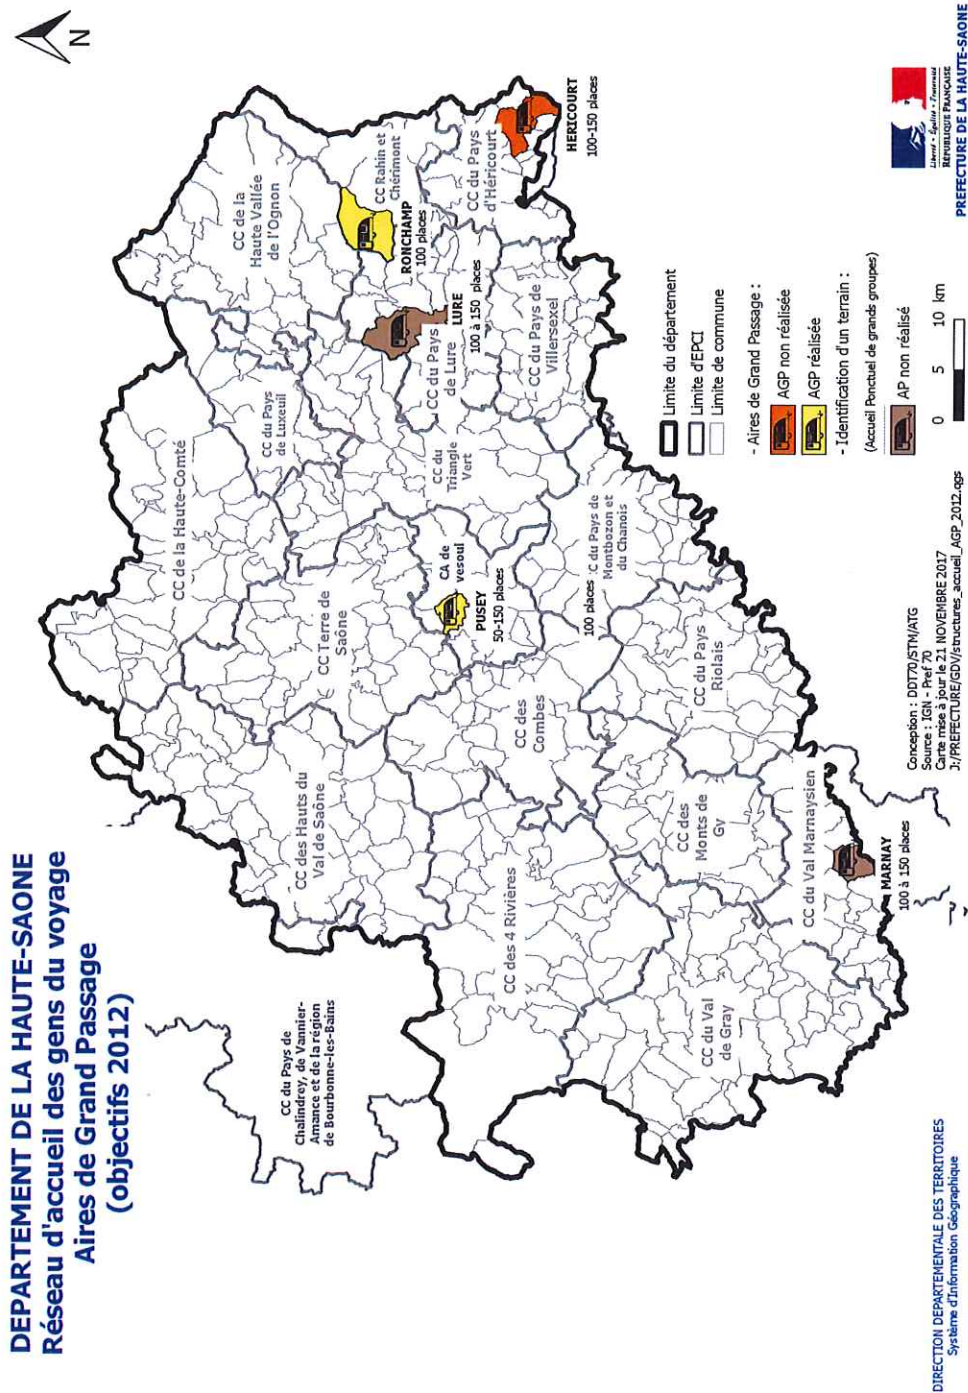 DEPARTEMENT DE LA HAUTE-SAONE
Réseau d'accueil des gens du voyage
Aires de Grand Passage
(objectifs 2012)
N
CC du Pays de
Chalindrey, de Vannier-
Amance et de la région
de Bourbonne-les-Bains
CC de la Haute-Comté
CC de la
Haute Vallée
de l'Ognon
CC du Pays
de Luxeuil
CC Rahin et
Chérimont
RONCHAMP
100 places
CC des Hauts du
Val de Saône
CC Terre de
Saône
CC du Pays
de Lure
LURE
100 à 150 places
CC du Pays
d'Héricourt
HERICOURT
100-150 places
CC du
Triangle
Vert
CA de
vesoul
PUSEY
50-150 places
CC du Pays de
Villersexel
CC des 4 Rivières
CC des
Combes
100 places
C du Pays de
Montbozon et
du Chanois
CC du Pays
Riolais
CC des
Monts de
Gy
CC du Val
de Gray
CC du Val Marnaysien
MARNAY
100 à 150 places
Limite du département
Limite d'EPCI
Limite de commune
- Aires de Grand Passage :
AGP non réalisée
AGP réalisée
- Identification d'un terrain :
(Accueil Ponctuel de grands groupes)
AP non réalisé
0 5 10 km
Conception : DDT70/STM/ATG
Source : IGN - Pref 70
Carte mise à jour le 21 NOVEMBRE 2017
J:/PREFECTURE/GDV/structures_accueil_AGP_2012.qgs
DIRECTION DEPARTEMENTALE DES TERRITOIRES
Système d'Information Géographique
Liberté • Égalité • Fraternité
RÉPUBLIQUE FRANÇAISE
PREFECTURE DE LA HAUTE-SAONE